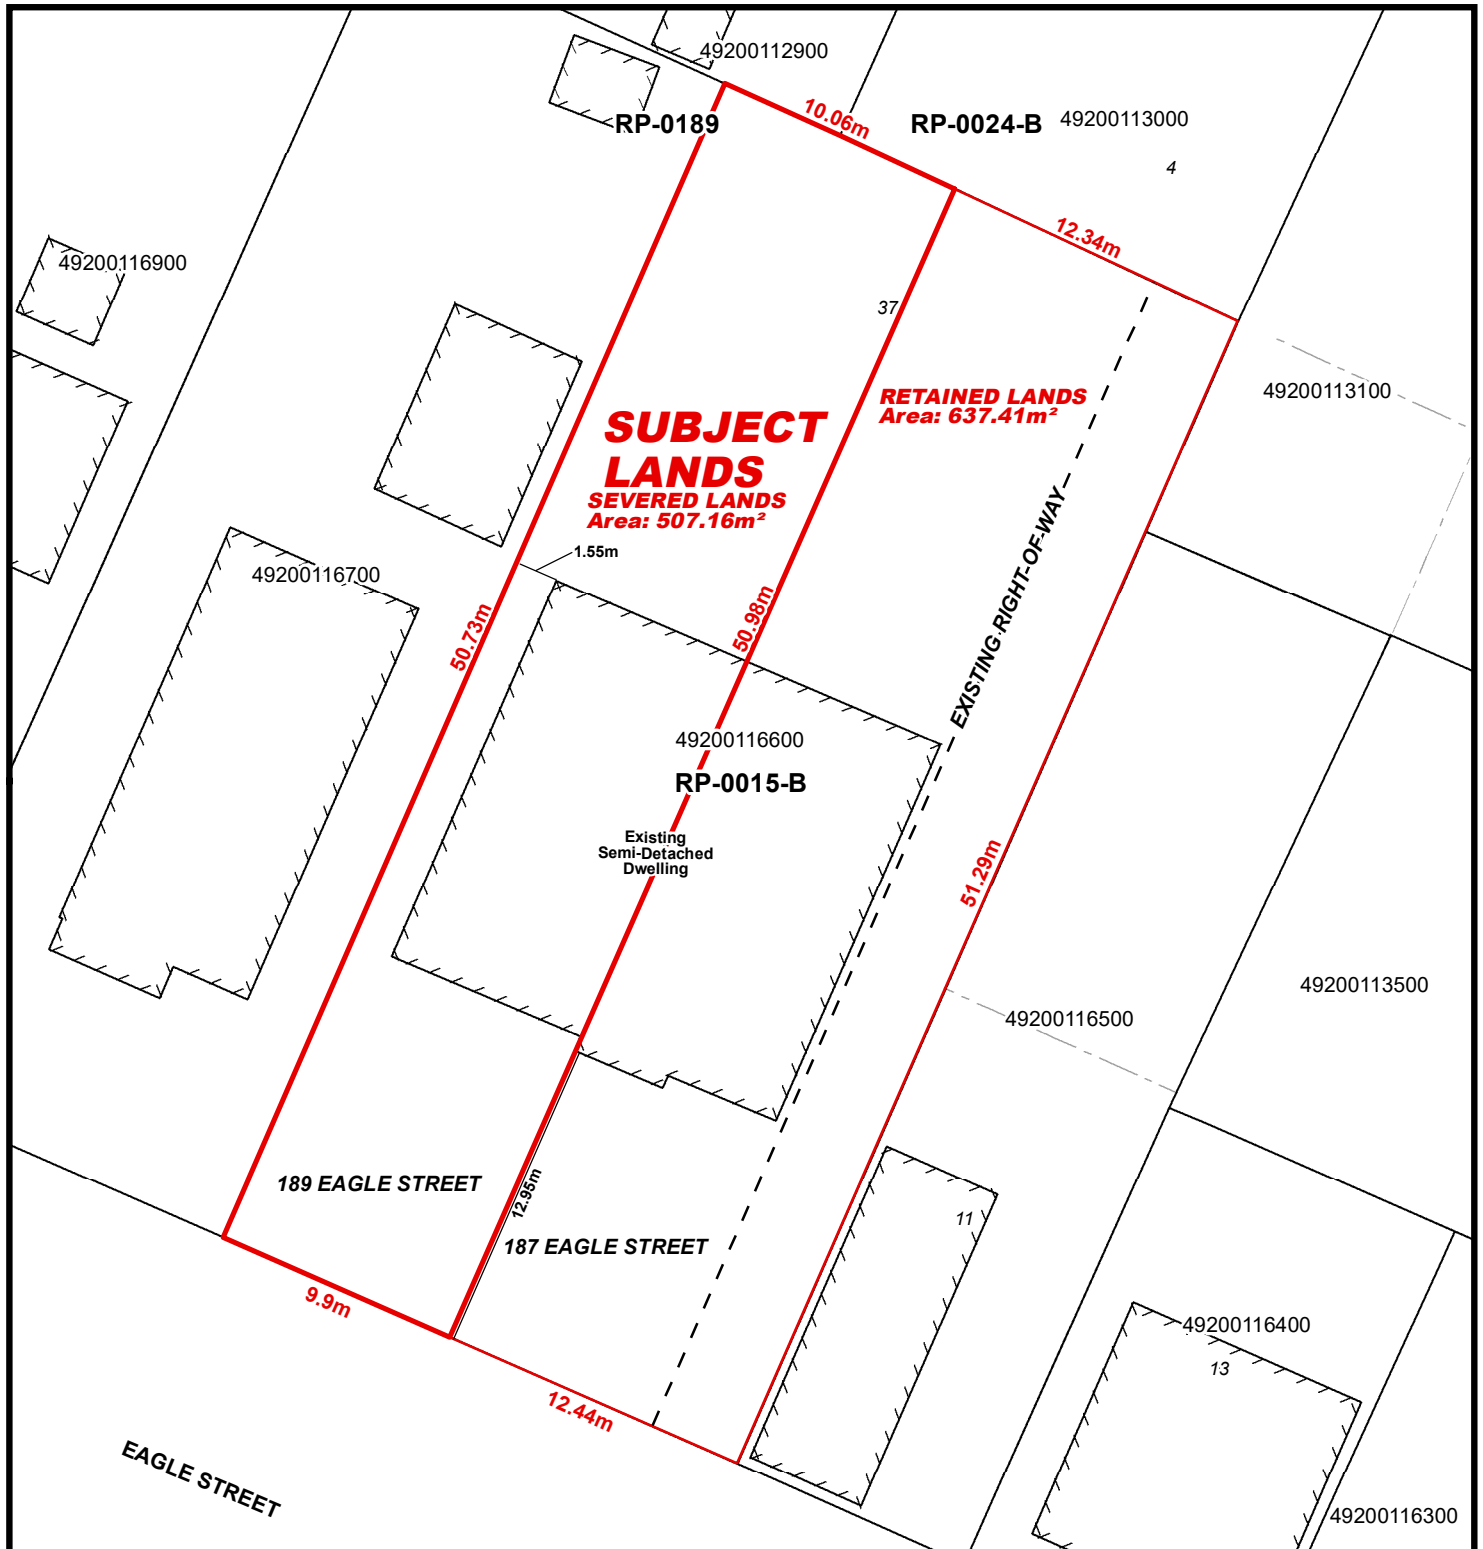 49200112900
10.06m
RP-0189
RP-0024-B
49200113000
4
12.34m
49200116900
37
49200113100
RETAINED LANDS
Area: 637.41m²
SUBJECT
LANDS
SEVERED LANDS
Area: 507.16m²
1.55m
49200116700
50.73m
50.98m
EXISTING RIGHT-OF-WAY
49200116600
RP-0015-B
Existing
Semi-Detached
Dwelling
51.29m
49200113500
49200116500
189 EAGLE STREET
12.95m
11
187 EAGLE STREET
9.9m
49200116400
13
12.44m
EAGLE STREET
49200116300